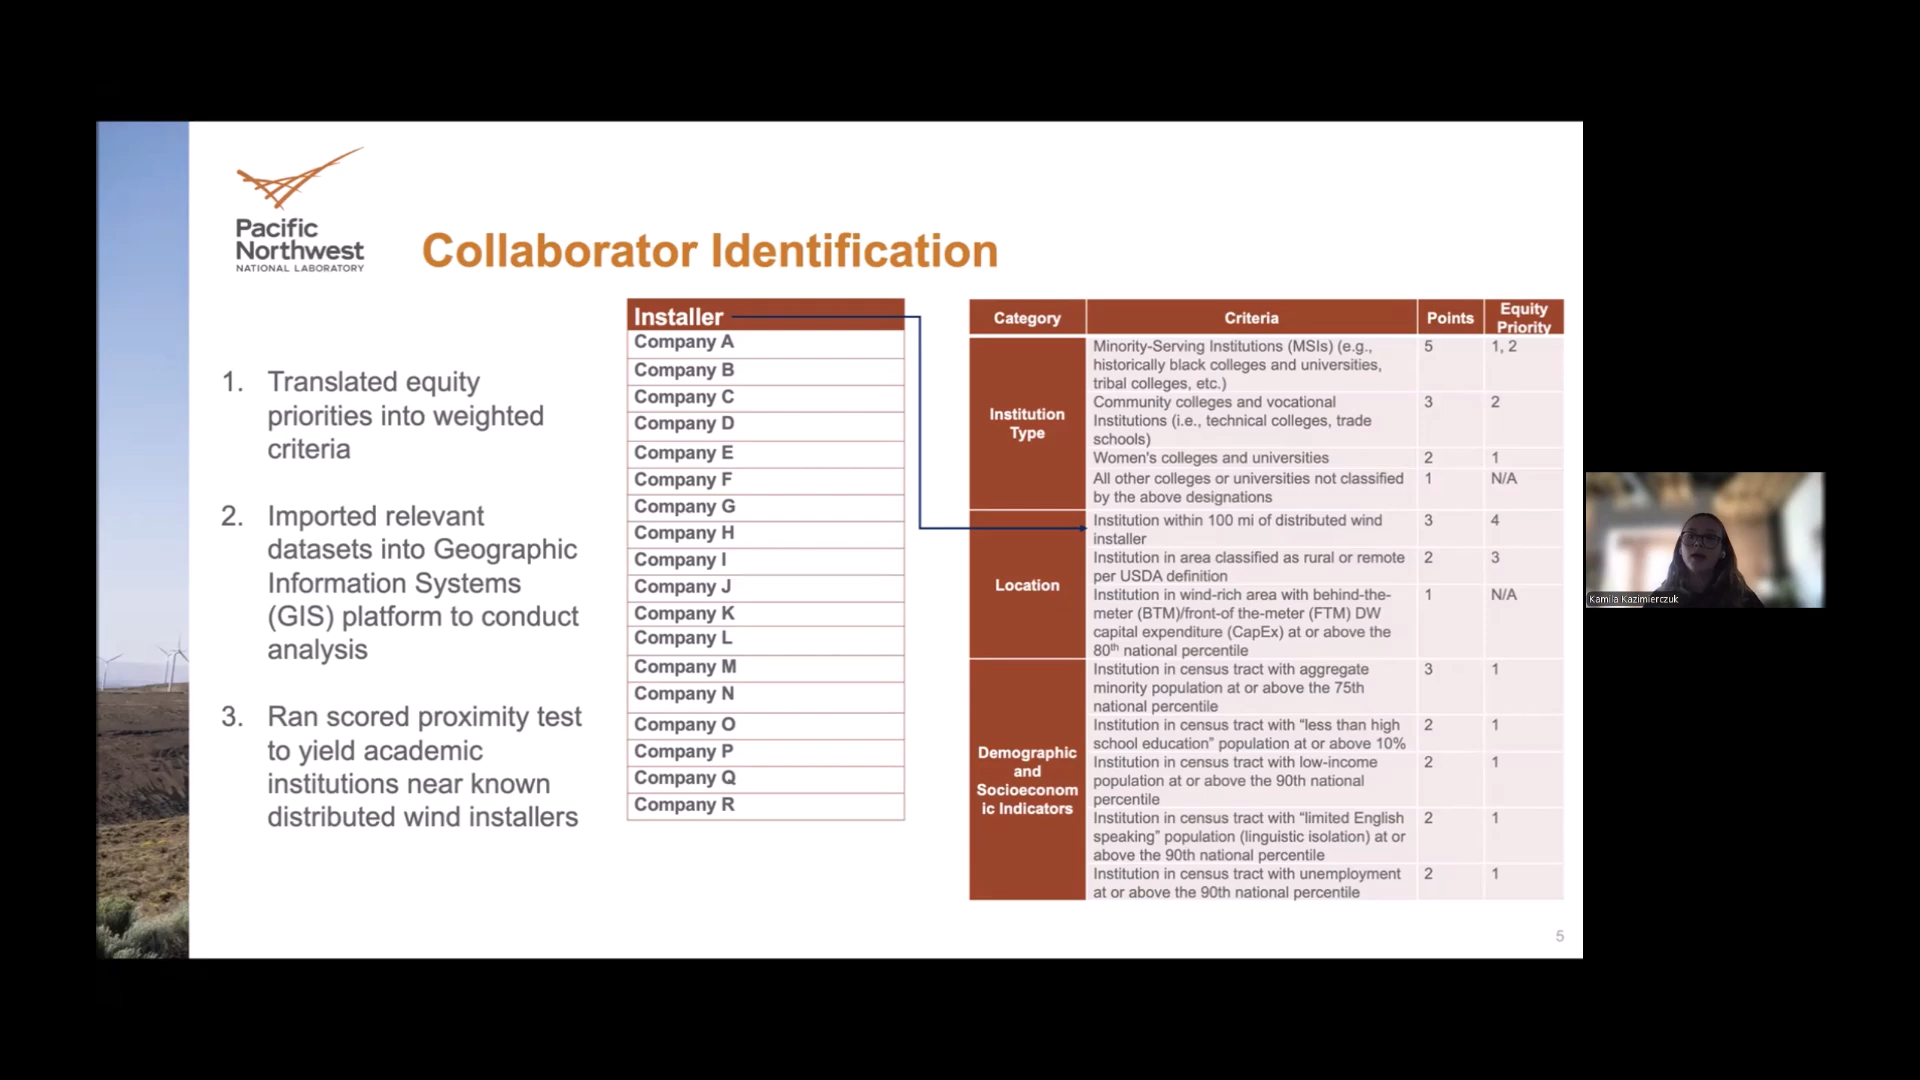 Pacific
Northwest
NATIONAL LABORATORY
Collaborator Identification
1. Translated equity
priorities into weighted
criteria
2. Imported relevant
datasets into Geographic
Information Systems
(GIS) platform to conduct
analysis
3. Ran scored proximity test
to yield academic
institutions near known
distributed wind installers
Installer
Company A
Company B
Company C
Company D
Company E
Company F
Company G
Company H
Company I
Company J
Company K
Company L
Company M
Company N
Company O
Company P
Company Q
Company R
Category Criteria Points Equity
Priority
Institution
Type
Minority-Serving Institutions (MSIs) (e.g., 5 1, 2
historically black colleges and universities,
tribal colleges, etc.)
Community colleges and vocational 3 2
Institutions (i.e., technical colleges, trade
schools)
Women's colleges and universities 2 1
All other colleges or universities not classified 1 N/A
by the above designations
Location
Institution within 100 mi of distributed wind 3 4
installer
Institution in area classified as rural or remote 2 3
per USDA definition
Institution in wind-rich area with behind-the- 1 N/A
meter (BTM)/front-of the-meter (FTM) DW
capital expenditure (CapEx) at or above the
80th national percentile
Demographic
and
Socioeconom
ic Indicators
Institution in census tract with aggregate 3 1
minority population at or above the 75th
national percentile
Institution in census tract with “less than high 2 1
school education” population at or above 10%
Institution in census tract with low-income 2 1
population at or above the 90th national
percentile
Institution in census tract with “limited English 2 1
speaking” population (linguistic isolation) at or
above the 90th national percentile
Institution in census tract with unemployment 2 1
at or above the 90th national percentile
5
Kamila Kazimierczuk